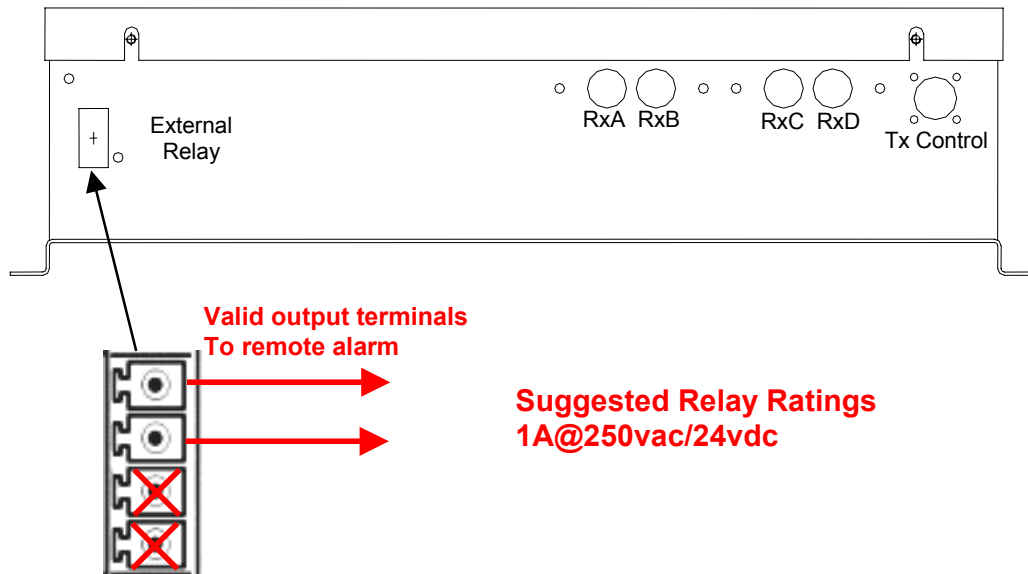 External
Relay
RxA RxB
RxC RxD
Tx Control
Valid output terminals
To remote alarm
Suggested Relay Ratings
1A@250vac/24vdc